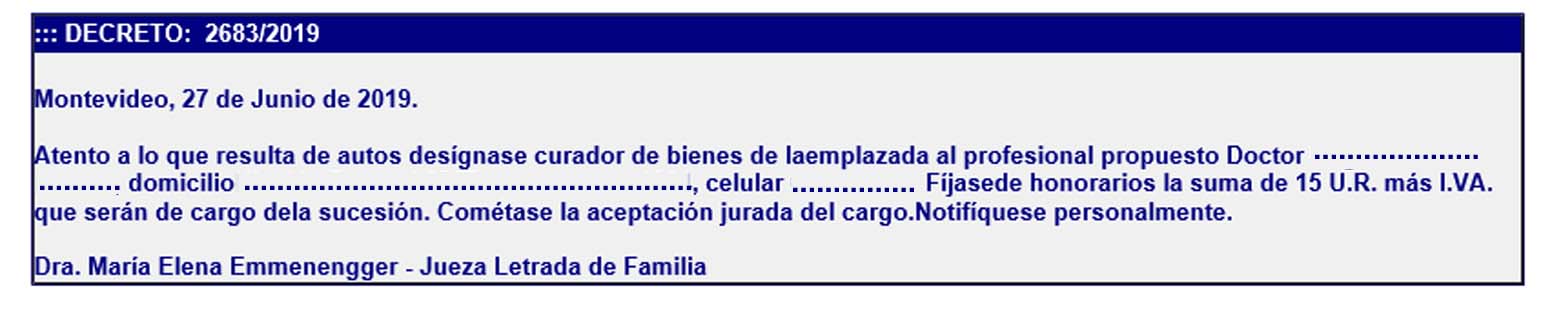 ::: DECRETO: 2683/2019
Montevideo, 27 de Junio de 2019.
Atento a lo que resulta de autos desígnase curador de bienes de laemplazada al profesional propuesto Doctor ...................
.......... domicilio ......................................................, celular ............... Fíjasede honorarios la suma de 15 U.R. más I.VA.
que serán de cargo dela sucesión. Cométase la aceptación jurada del cargo.Notifíquese personalmente.
Dra. María Elena Emmenengger - Jueza Letrada de Familia